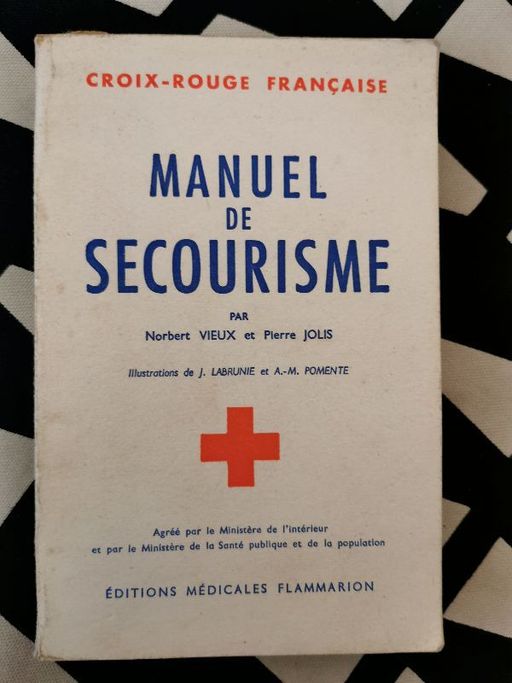 CROIX-ROUGE FRANÇAISE
MANUEL
DE
SECOURISME
PAR
Norbert VIEUX et Pierre JOLIS
Illustrations de J. LABRUNIE et A.-M. POMENTE
Agréé par le Ministère de l'intérieur
et par le Ministère de la Santé publique et de la population
ÉDITIONS MÉDICALES FLAMMARION